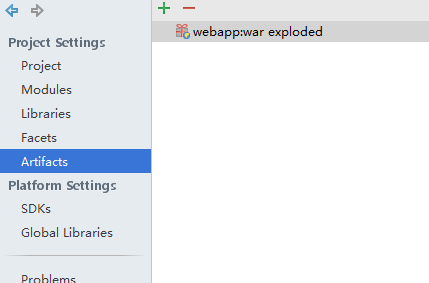 webapp:war exploded
Project Settings
Project
Modules
Libraries
Facets
Artifacts
Platform Settings
SDKs
Global Libraries
Problems